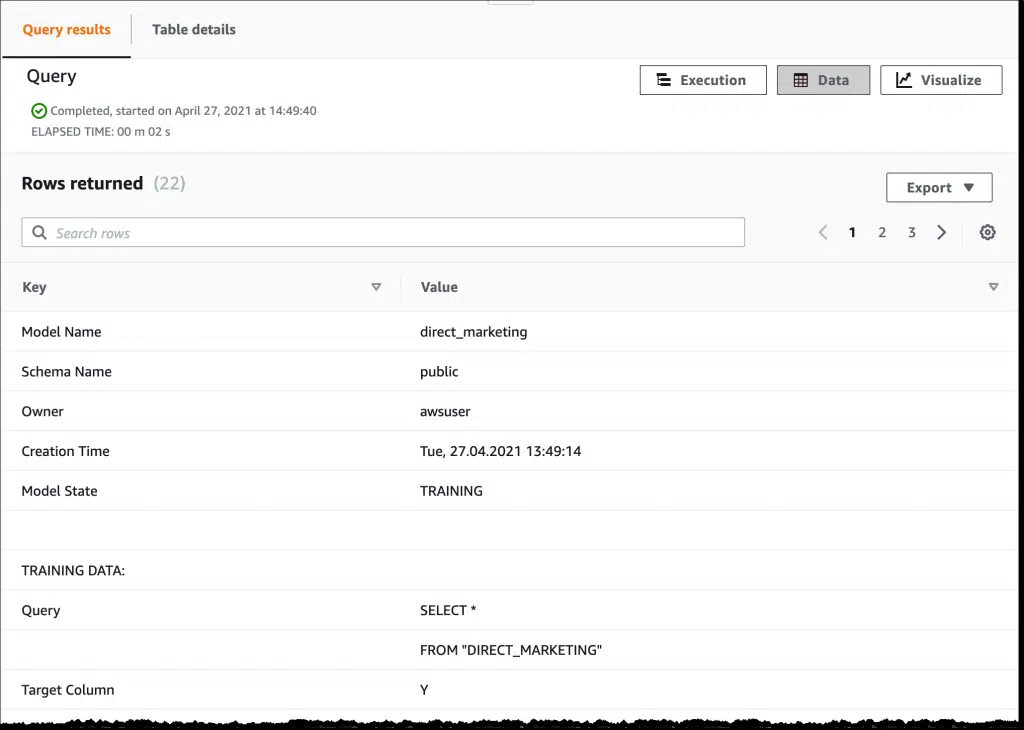 Query results Table details
Query Execution Data Visualize
Completed, started on April 27, 2021 at 14:49:40
ELAPSED TIME: 00 m 02 s
Rows returned (22) Export
Search rows 1 2 3
Key Value
Model Name direct_marketing
Schema Name public
Owner awsuser
Creation Time Tue, 27.04.2021 13:49:14
Model State TRAINING
TRAINING DATA:
Query SELECT *
FROM "DIRECT_MARKETING"
Target Column Y